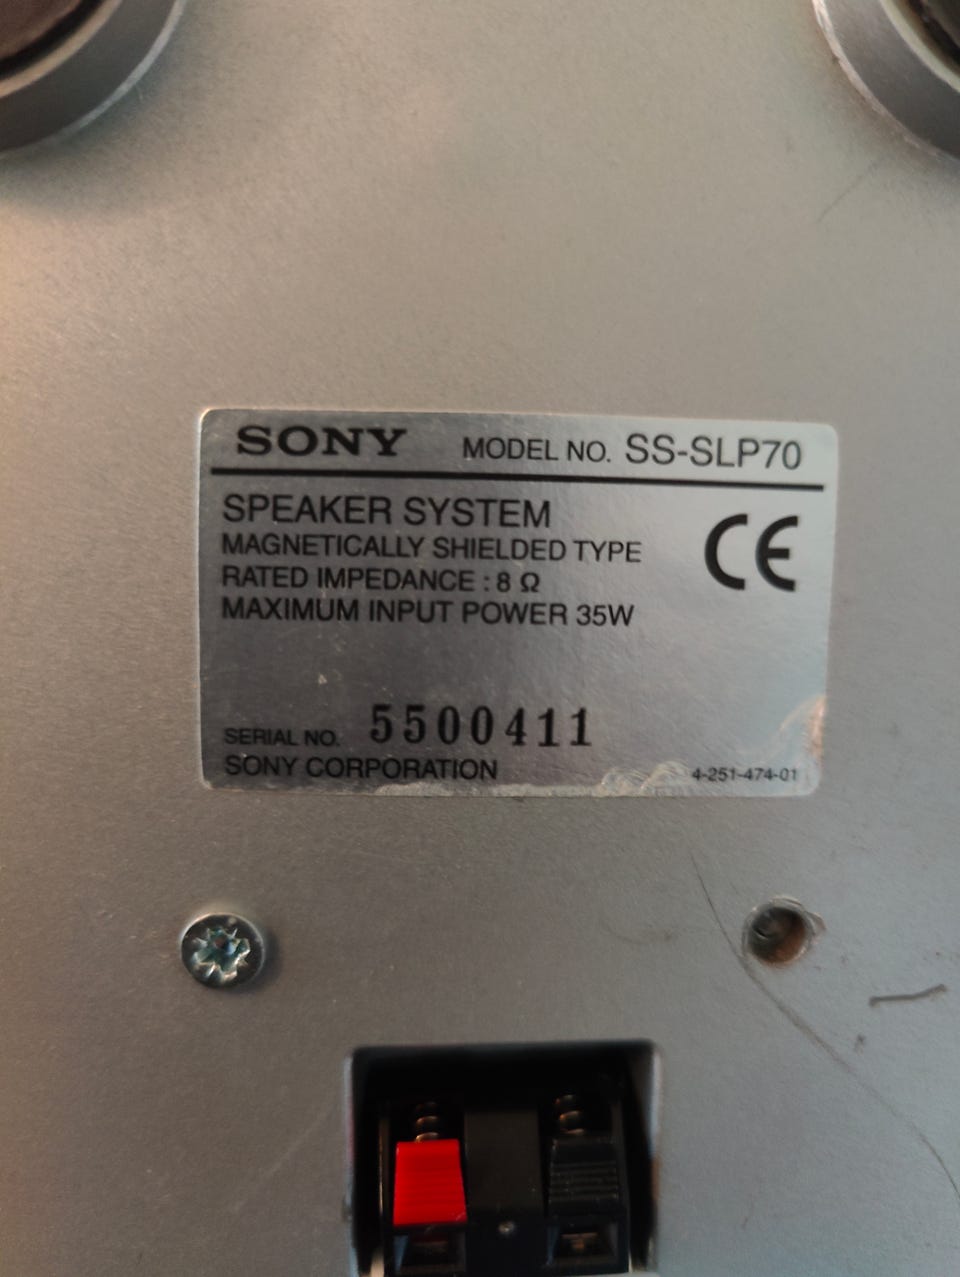 SONY MODEL NO. SS-SLP70
SPEAKER SYSTEM
MAGNETICALLY SHIELDED TYPE
RATED IMPEDANCE : 8 Ω
MAXIMUM INPUT POWER 35W
CE
SERIAL NO. 5500411
SONY CORPORATION 4-251-474-01